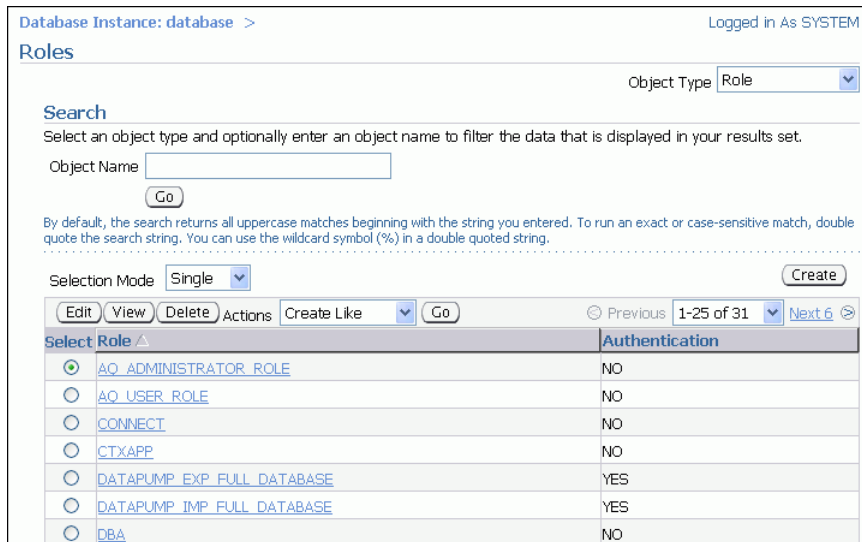 Database Instance: database >
Logged in As SYSTEM
Roles
Object Type Role
Search
Select an object type and optionally enter an object name to filter the data that is displayed in your results set.
Object Name
Go
By default, the search returns all uppercase matches beginning with the string you entered. To run an exact or case-sensitive match, double
quote the search string. You can use the wildcard symbol (%) in a double quoted string.
Selection Mode Single
Create
Edit View Delete Actions Create Like Go Previous 1-25 of 31 Next 6
Select Role Authentication
AQ_ADMINISTRATOR_ROLE NO
AQ_USER_ROLE NO
CONNECT NO
CTXAPP NO
DATAPUMP_EXP_FULL_DATABASE YES
DATAPUMP_IMP_FULL_DATABASE YES
DBA NO